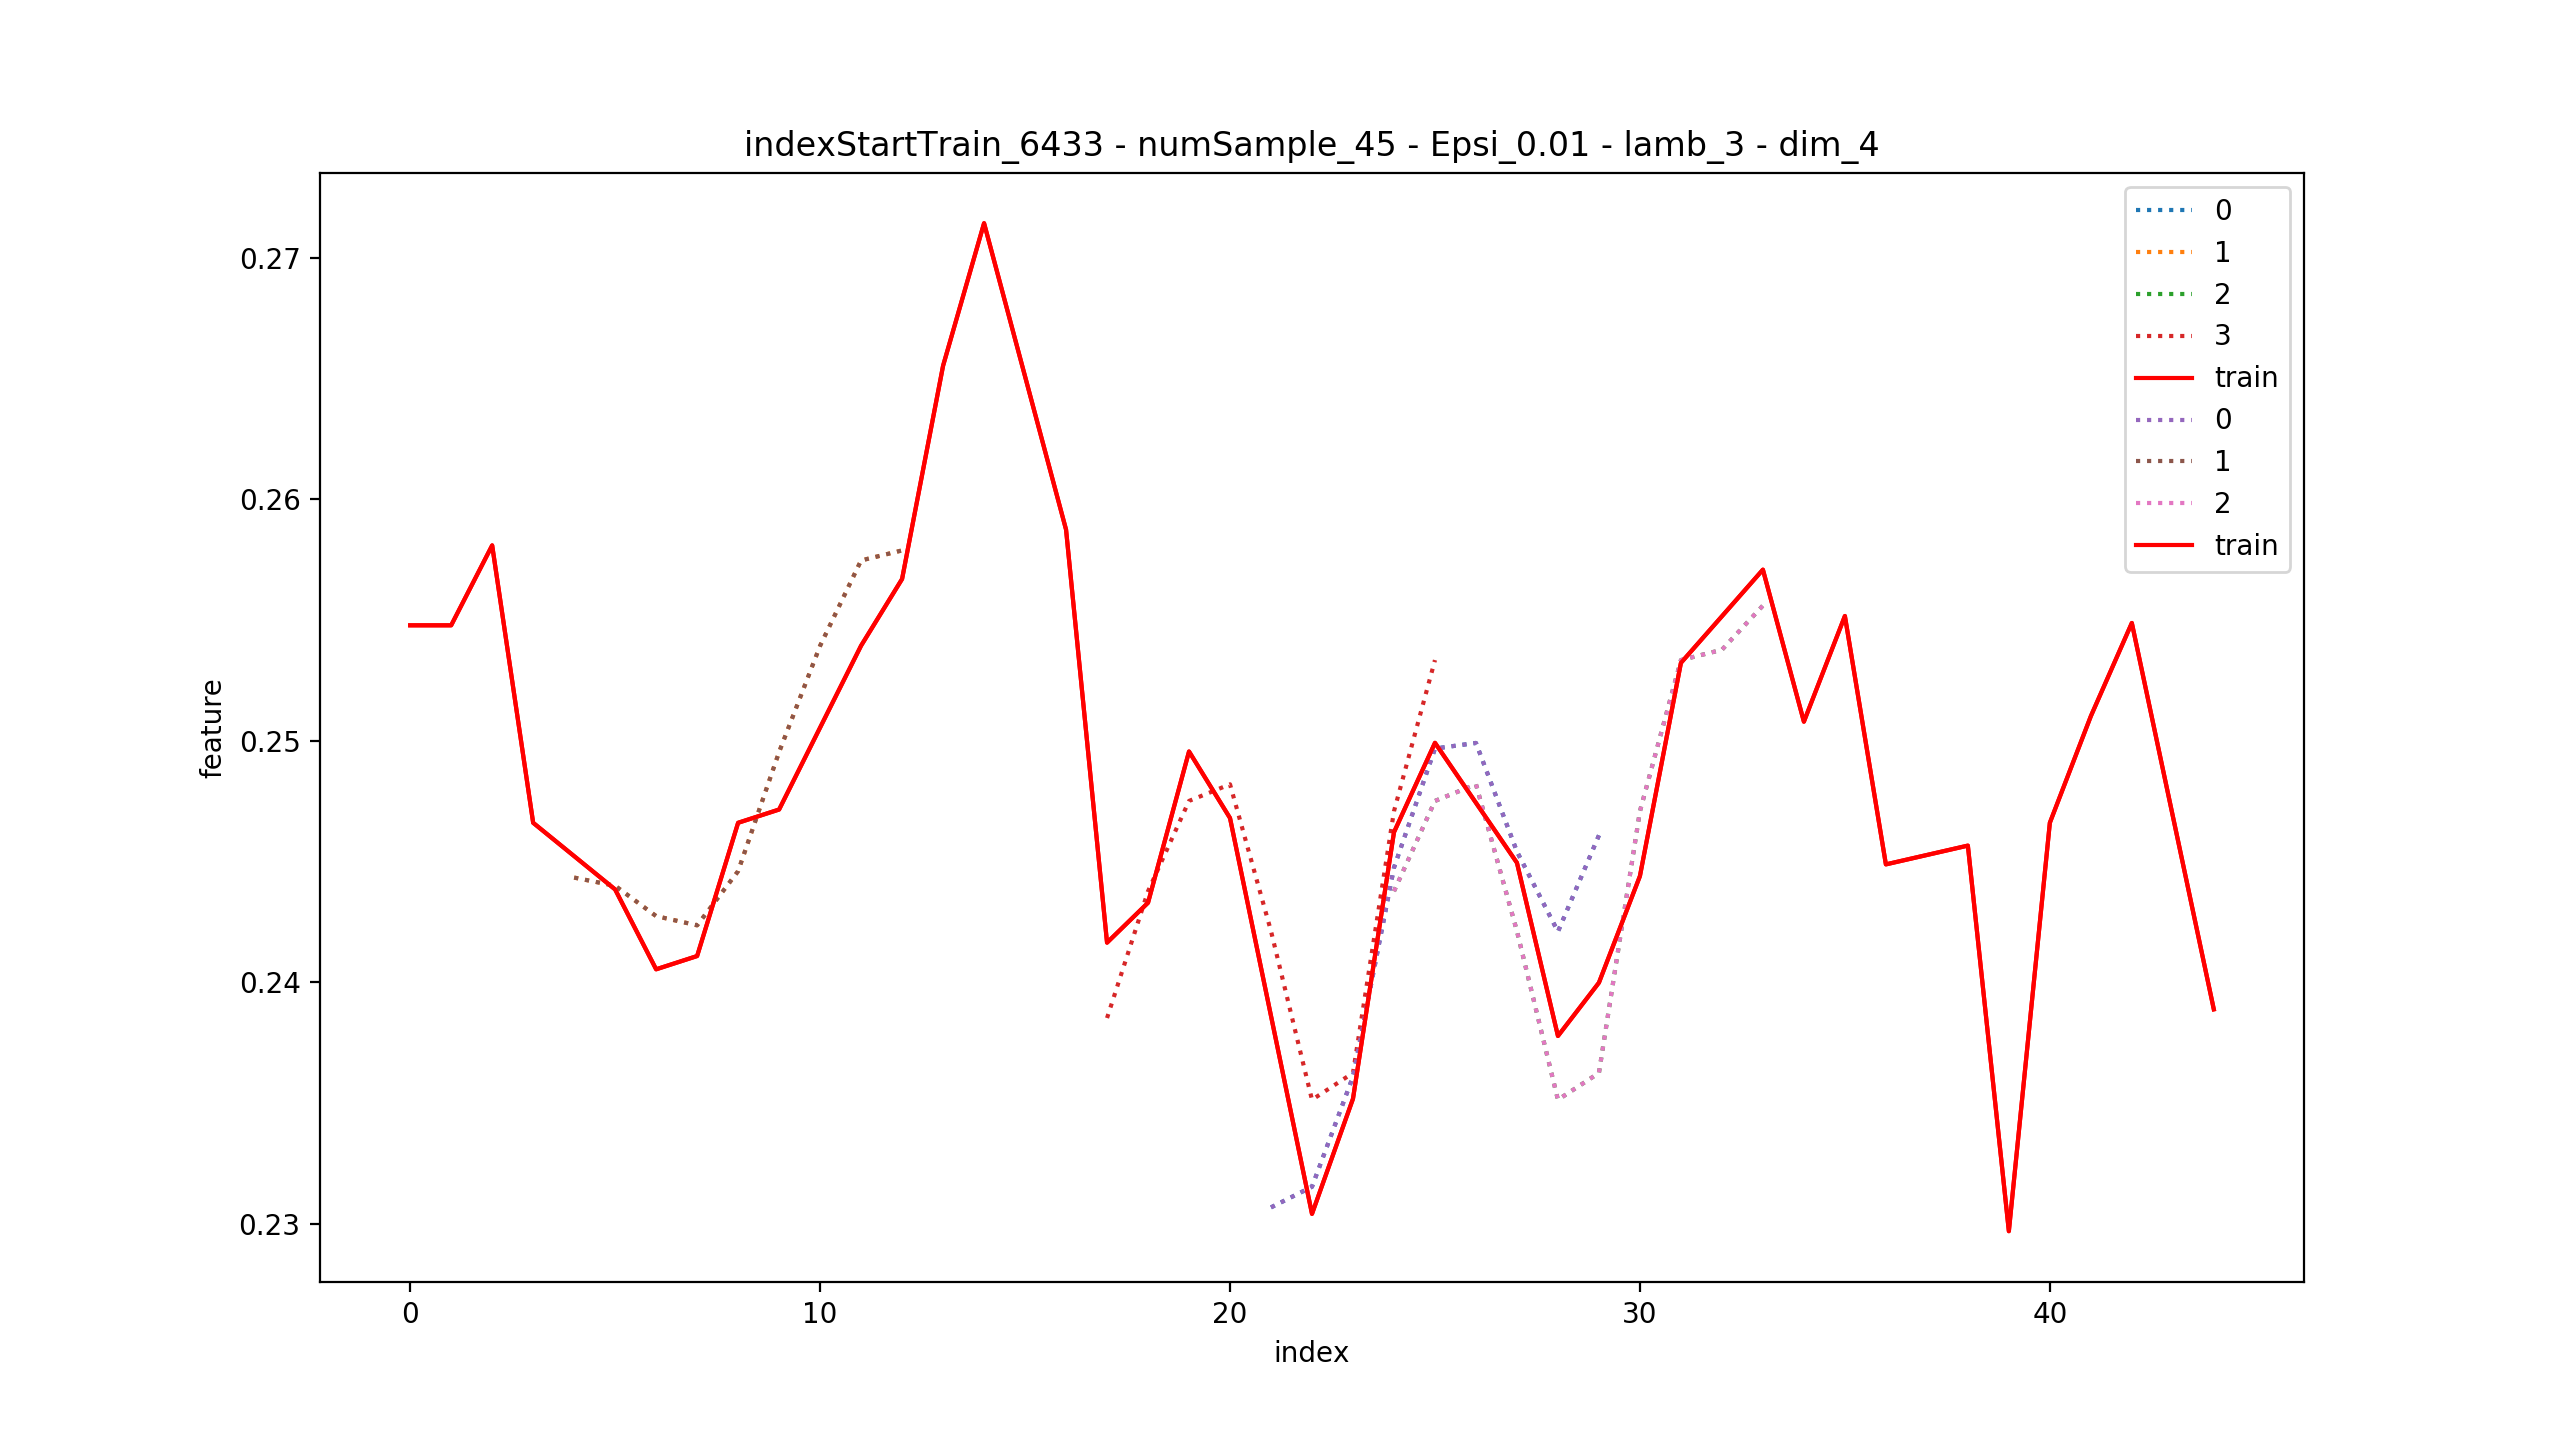 indexStartTrain_6433 - numSample_45 - Epsi_0.01 - lamb_3 - dim_4
0
1
2
3
train
0
1
2
train
0.27
0.26
0.25
0.24
0.23
feature
0 10 20 30 40
index